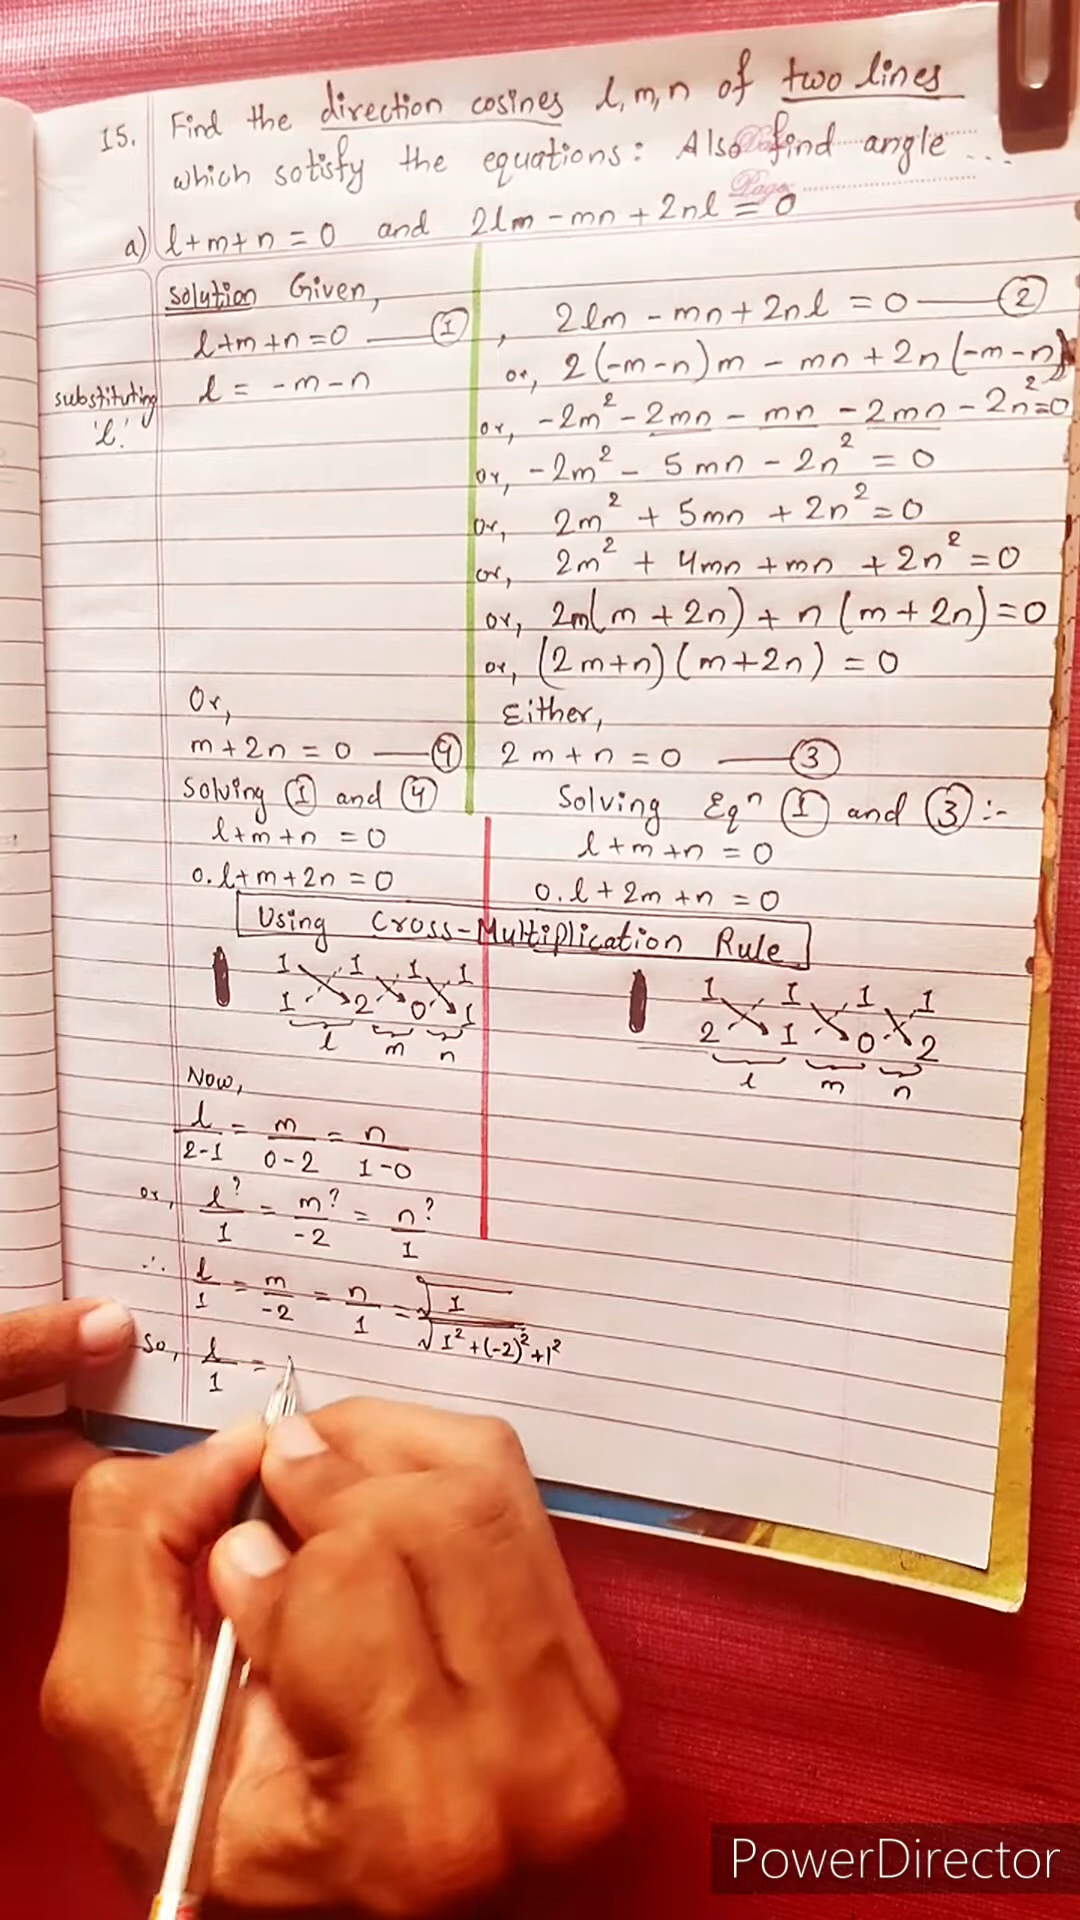 15. Find the direction cosines l, m, n of two lines
which satisfy the equations: Also find angle ...
Page
a) l+m+n = 0 and 2lm - mn + 2nl = 0
Solution Given,
l+m+n = 0 —— ①
, 2lm - mn + 2nl = 0 —— ②
substituting 'l'.
l = -m-n
or, 2(-m-n)m - mn + 2n(-m-n)
or, -2m² - 2mn - mn - 2mn - 2n² = 0
or, -2m² - 5mn - 2n² = 0
or, 2m² + 5mn + 2n² = 0
or, 2m² + 4mn + mn + 2n² = 0
or, 2m(m + 2n) + n(m + 2n) = 0
or, (2m+n)(m+2n) = 0
Or,
m + 2n = 0 —— ④
Solving ① and ④
l+m+n = 0
0.l+m+2n = 0
Either,
2m+n = 0 —— ③
Solving Eqⁿ ① and ③ :-
l+m+n = 0
0.l + 2m + n = 0
Using Cross-Multiplication Rule
1 1 1 1
1 2 0 1
l m n
1 1 1 1
2 1 0 2
l m n
Now,
l/2-1 = m/0-2 = n/1-0
or, l?/1 = m?/-2 = n?/1
∴ l/1 = m/-2 = n/1 = √1/√1²+(-2)²+1²
So, l/1 =
PowerDirector